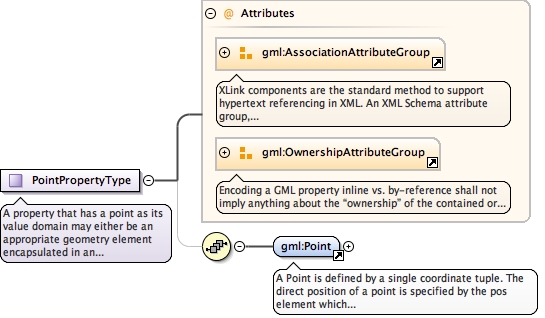 @ Attributes
gml:AssociationAttributeGroup
XLink components are the standard method to support
hypertext referencing in XML. An XML Schema attribute
group,...
gml:OwnershipAttributeGroup
Encoding a GML property inline vs. by-reference shall not
imply anything about the “ownership” of the contained or...
PointPropertyType
A property that has a point as its
value domain may either be an
appropriate geometry element
encapsulated in an...
gml:Point
A Point is defined by a single coordinate tuple. The
direct position of a point is specified by the pos
element which...